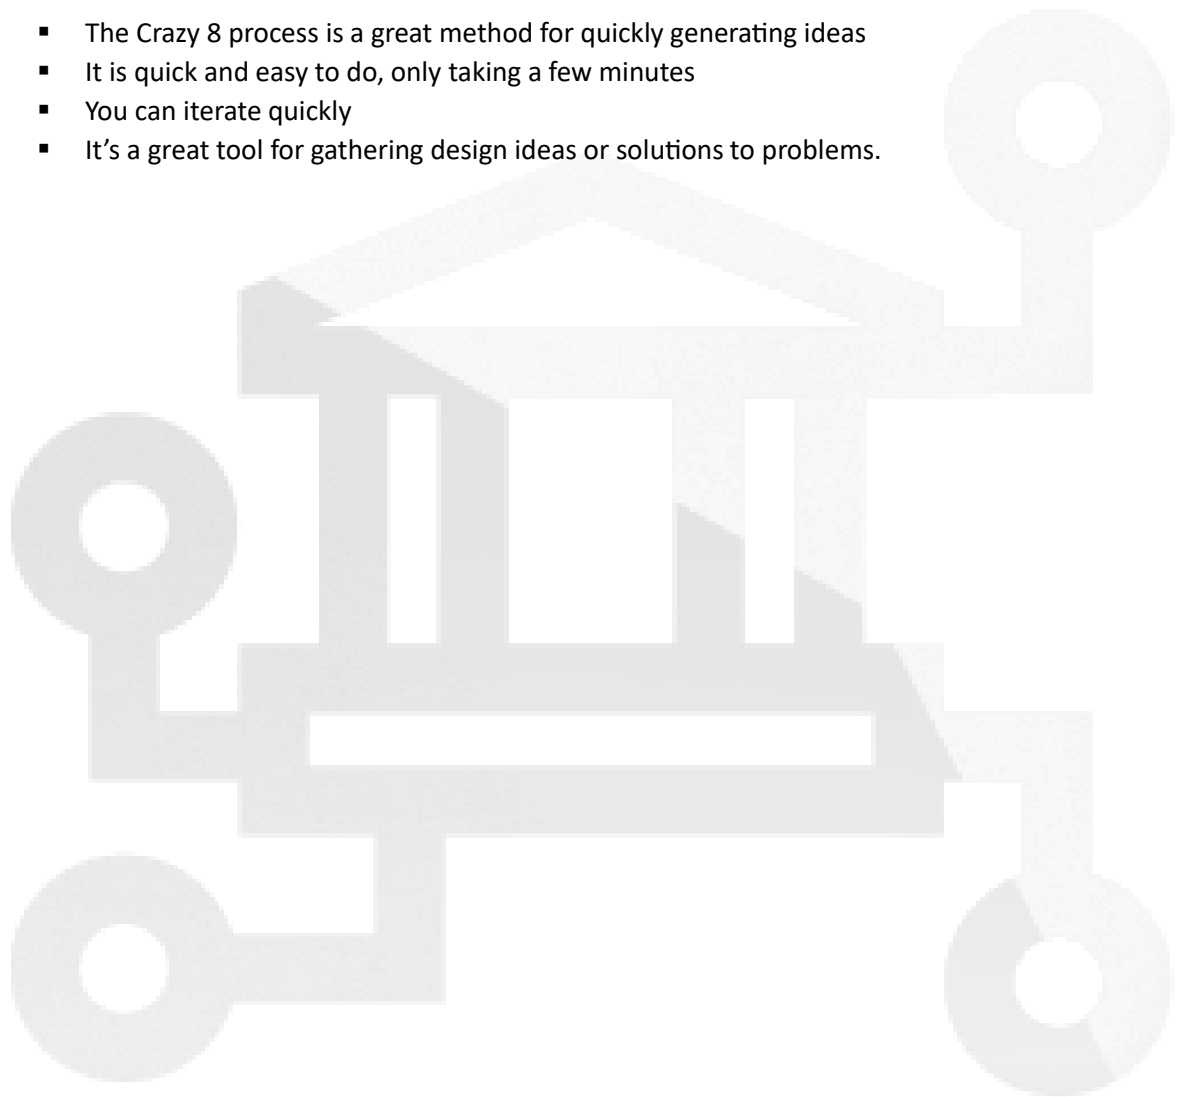 ▪ The Crazy 8 process is a great method for quickly generating ideas
▪ It is quick and easy to do, only taking a few minutes
▪ You can iterate quickly
▪ It’s a great tool for gathering design ideas or solutions to problems.